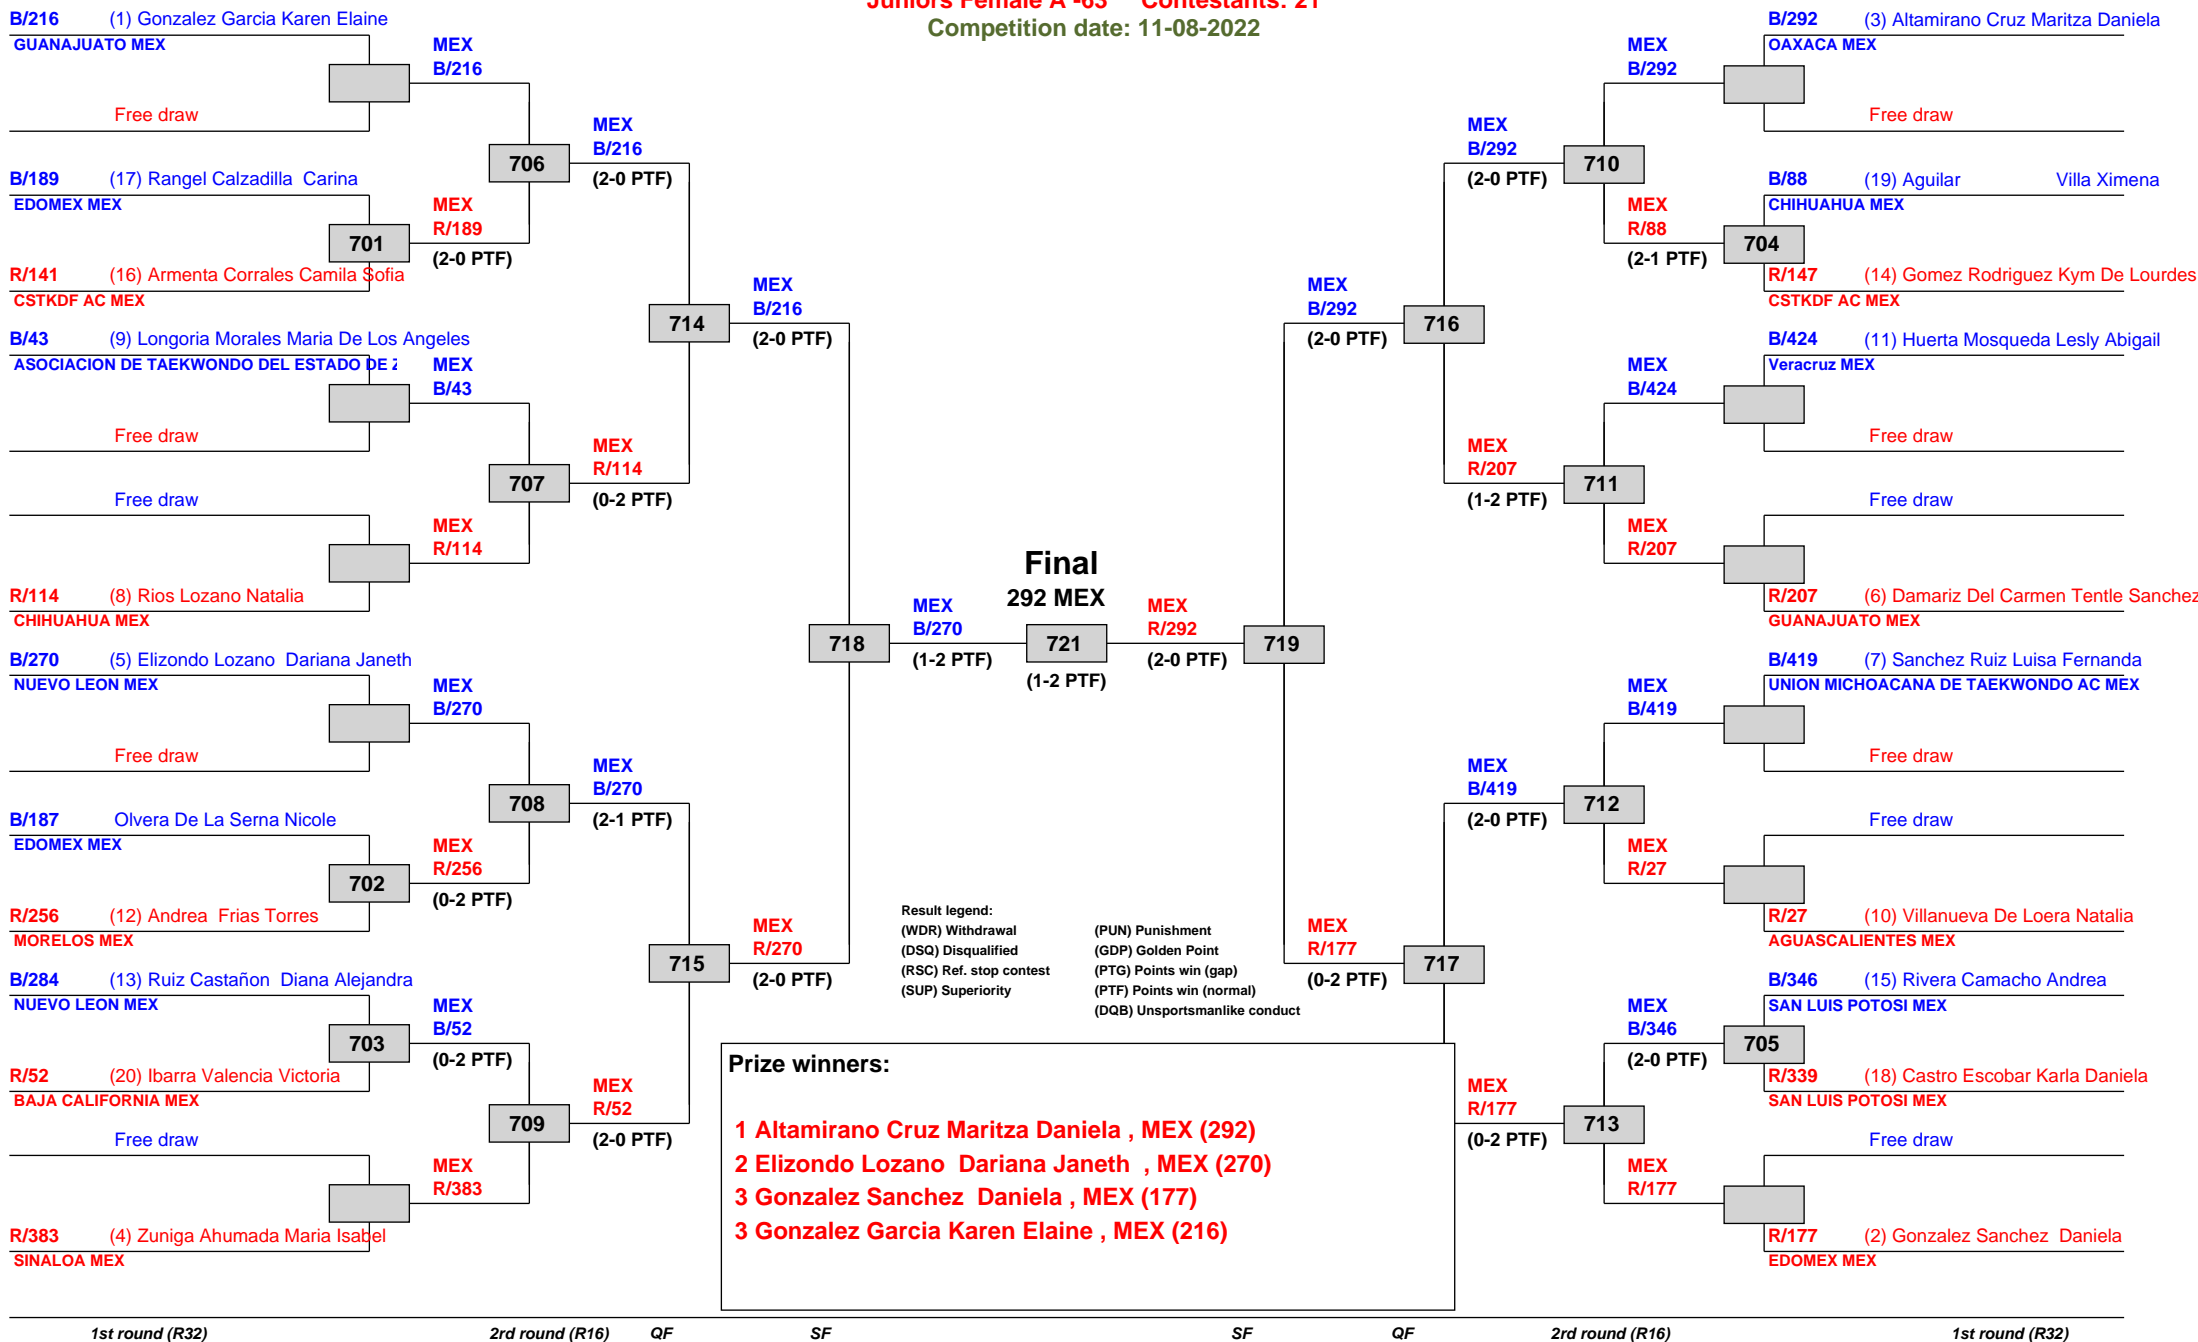 Juniors Female A -63 Contestants: 21
Competition date: 11-08-2022
B/216 (1) Gonzalez Garcia Karen Elaine
GUANAJUATO MEX
Free draw
MEX
B/216
B/189 (17) Rangel Calzadilla Carina
EDOMEX MEX
701
MEX
R/189
(2-0 PTF)
R/141 (16) Armenta Corrales Camila Sofia
CSTKDF AC MEX
706
MEX
B/216
(2-0 PTF)
B/43 (9) Longoria Morales Maria De Los Angeles
ASOCIACION DE TAEKWONDO DEL ESTADO DE
MEX
B/43
Free draw
Free draw
MEX
R/114
R/114 (8) Rios Lozano Natalia
CHIHUAHUA MEX
707
MEX
R/114
(0-2 PTF)
714
MEX
B/216
(2-0 PTF)
B/270 (5) Elizondo Lozano Dariana Janeth
NUEVO LEON MEX
MEX
B/270
Free draw
B/187 Olvera De La Serna Nicole
EDOMEX MEX
702
MEX
R/256
(0-2 PTF)
R/256 (12) Andrea Frias Torres
MORELOS MEX
708
MEX
B/270
(2-1 PTF)
B/284 (13) Ruiz Castañon Diana Alejandra
NUEVO LEON MEX
703
MEX
B/52
(0-2 PTF)
R/52 (20) Ibarra Valencia Victoria
BAJA CALIFORNIA MEX
Free draw
MEX
R/383
R/383 (4) Zuniga Ahumada Maria Isabel
SINALOA MEX
709
MEX
R/52
(2-0 PTF)
715
MEX
R/270
(2-0 PTF)
718
MEX
B/270
(1-2 PTF)
Final
292 MEX
721
(1-2 PTF)
MEX
R/292
(2-0 PTF)
719
B/292 (3) Altamirano Cruz Maritza Daniela
OAXACA MEX
MEX
B/292
Free draw
B/88 (19) Aguilar Villa Ximena
CHIHUAHUA MEX
704
MEX
R/88
(2-1 PTF)
R/147 (14) Gomez Rodriguez Kym De Lourdes
CSTKDF AC MEX
710
MEX
B/292
(2-0 PTF)
B/424 (11) Huerta Mosqueda Lesly Abigail
Veracruz MEX
MEX
B/424
Free draw
Free draw
MEX
R/207
R/207 (6) Damariz Del Carmen Tentle Sanchez
GUANAJUATO MEX
711
MEX
R/207
(1-2 PTF)
716
MEX
B/292
(2-0 PTF)
B/419 (7) Sanchez Ruiz Luisa Fernanda
UNION MICHOACANA DE TAEKWONDO AC MEX
MEX
B/419
Free draw
Free draw
MEX
R/27
R/27 (10) Villanueva De Loera Natalia
AGUASCALIENTES MEX
712
MEX
B/419
(2-0 PTF)
B/346 (15) Rivera Camacho Andrea
SAN LUIS POTOSI MEX
705
MEX
B/346
(2-0 PTF)
R/339 (18) Castro Escobar Karla Daniela
SAN LUIS POTOSI MEX
Free draw
MEX
R/177
R/177 (2) Gonzalez Sanchez Daniela
EDOMEX MEX
713
MEX
R/177
(0-2 PTF)
717
MEX
R/177
(0-2 PTF)
Result legend:
(WDR) Withdrawal (PUN) Punishment
(DSQ) Disqualified (GDP) Golden Point
(RSC) Ref. stop contest (PTG) Points win (gap)
(SUP) Superiority (PTF) Points win (normal)
(DQB) Unsportsmanlike conduct
Prize winners:
1 Altamirano Cruz Maritza Daniela , MEX (292)
2 Elizondo Lozano Dariana Janeth , MEX (270)
3 Gonzalez Sanchez Daniela , MEX (177)
3 Gonzalez Garcia Karen Elaine , MEX (216)
1st round (R32) 2rd round (R16) QF SF SF QF 2rd round (R16) 1st round (R32)